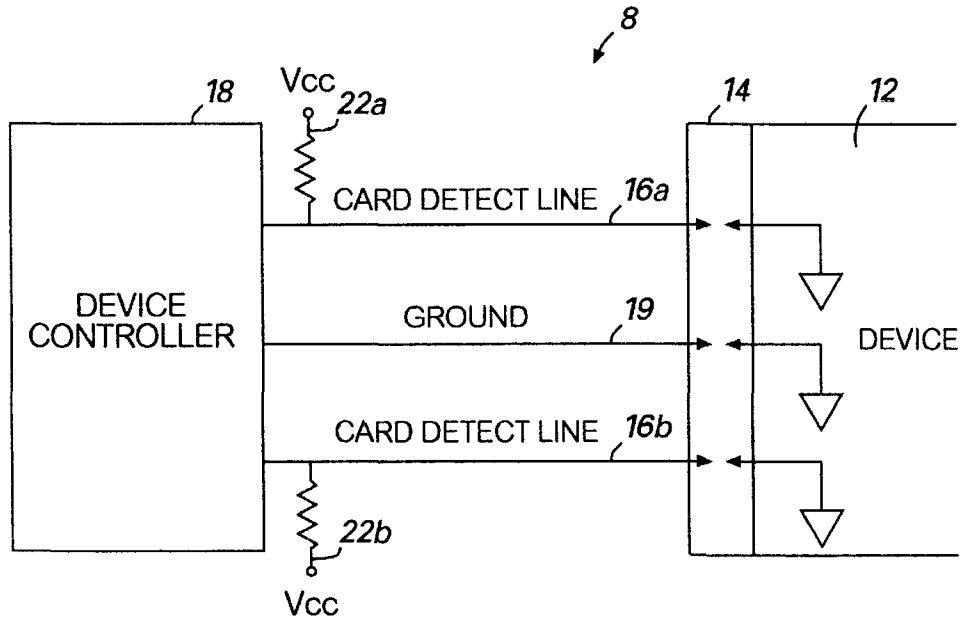 8
18
Vcc
22a
14
12
CARD DETECT LINE
16a
DEVICE
CONTROLLER
GROUND
19
DEVICE
CARD DETECT LINE
16b
22b
Vcc